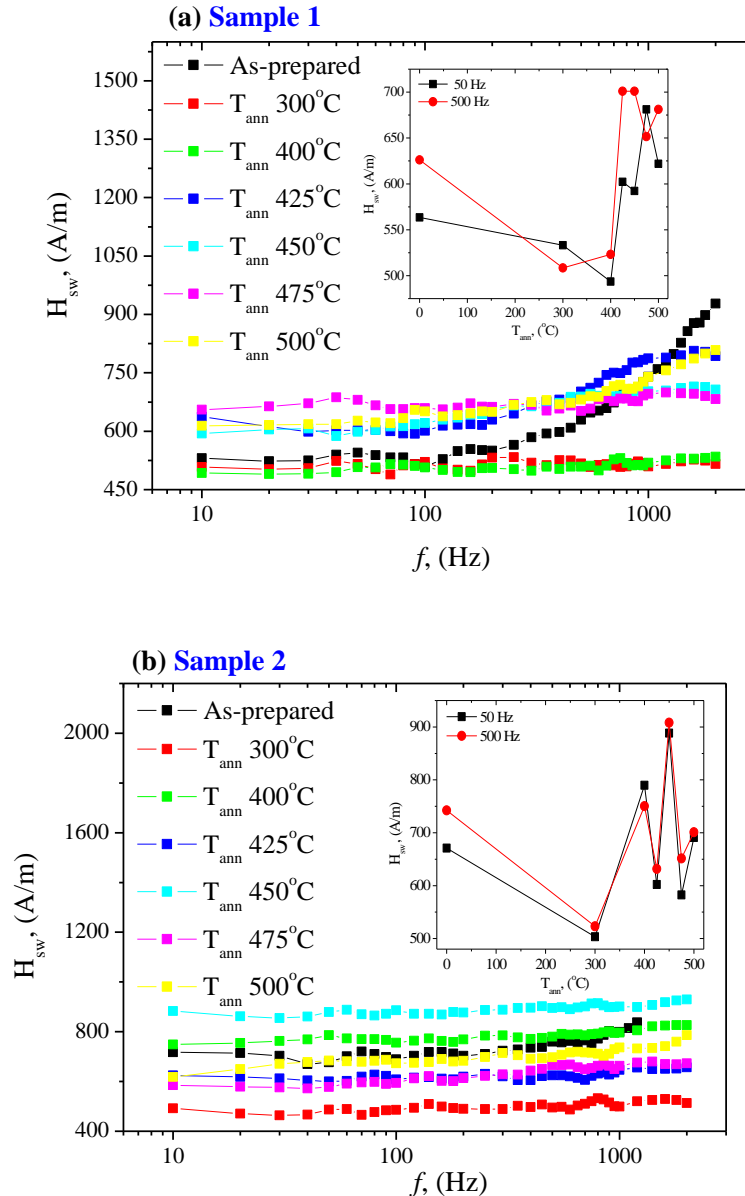 (a) Sample 1
1500
1350
1200
1050
900
750
600
450
H_sw, (A/m)
As-prepared
T_ann 300°C
T_ann 400°C
T_ann 425°C
T_ann 450°C
T_ann 475°C
T_ann 500°C
50 Hz
500 Hz
700
650
600
550
500
H_sw, (A/m)
0 100 200 300 400 500
T_ann, (°C)
10 100 1000
f, (Hz)
(b) Sample 2
2000
1600
1200
800
400
H_sw, (A/m)
As-prepared
T_ann 300°C
T_ann 400°C
T_ann 425°C
T_ann 450°C
T_ann 475°C
T_ann 500°C
50 Hz
500 Hz
900
800
700
600
500
H_sw, (A/m)
0 100 200 300 400 500
T_ann, (°C)
10 100 1000
f, (Hz)